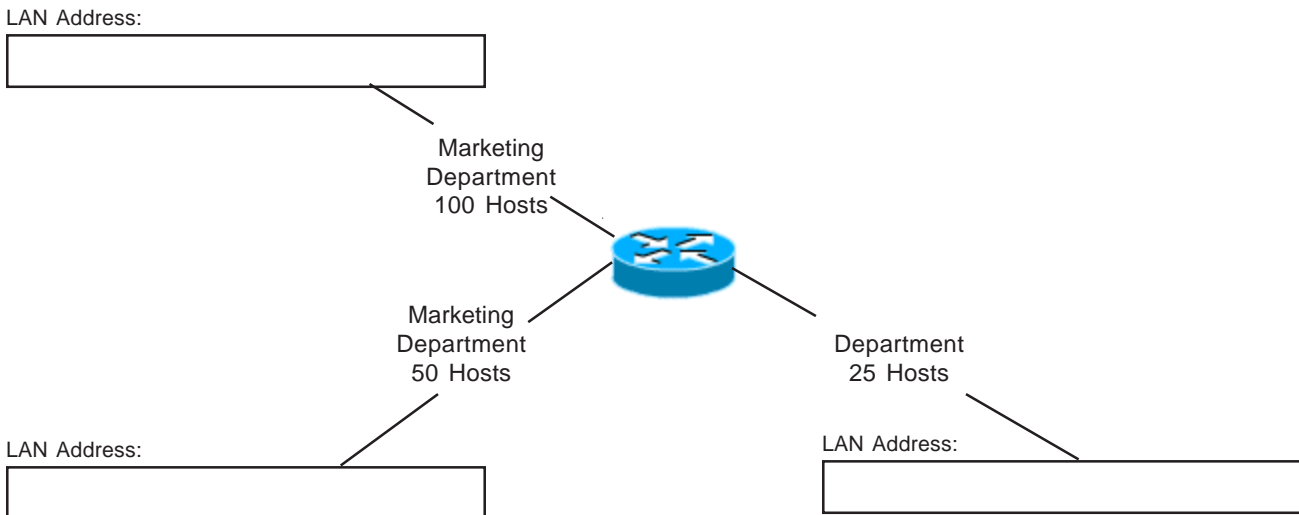 LAN Address:
Marketing
Department
100 Hosts
Marketing
Department
50 Hosts
Department
25 Hosts
LAN Address:
LAN Address: